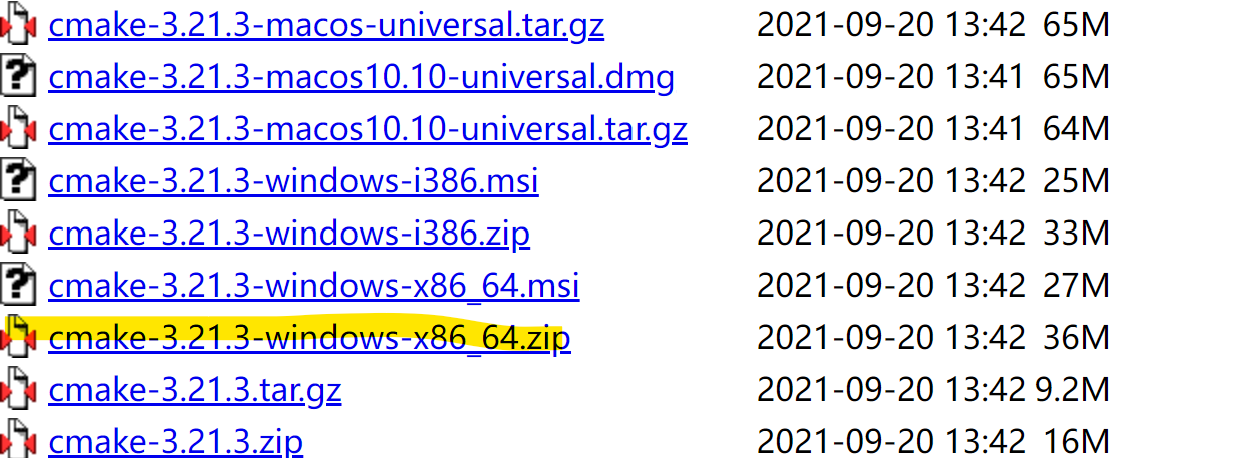 cmake-3.21.3-macos-universal.tar.gz 2021-09-20 13:42 65M
cmake-3.21.3-macos10.10-universal.dmg 2021-09-20 13:41 65M
cmake-3.21.3-macos10.10-universal.tar.gz 2021-09-20 13:41 64M
cmake-3.21.3-windows-i386.msi 2021-09-20 13:42 25M
cmake-3.21.3-windows-i386.zip 2021-09-20 13:42 33M
cmake-3.21.3-windows-x86_64.msi 2021-09-20 13:42 27M
cmake-3.21.3-windows-x86_64.zip 2021-09-20 13:42 36M
cmake-3.21.3.tar.gz 2021-09-20 13:42 9.2M
cmake-3.21.3.zip 2021-09-20 13:42 16M